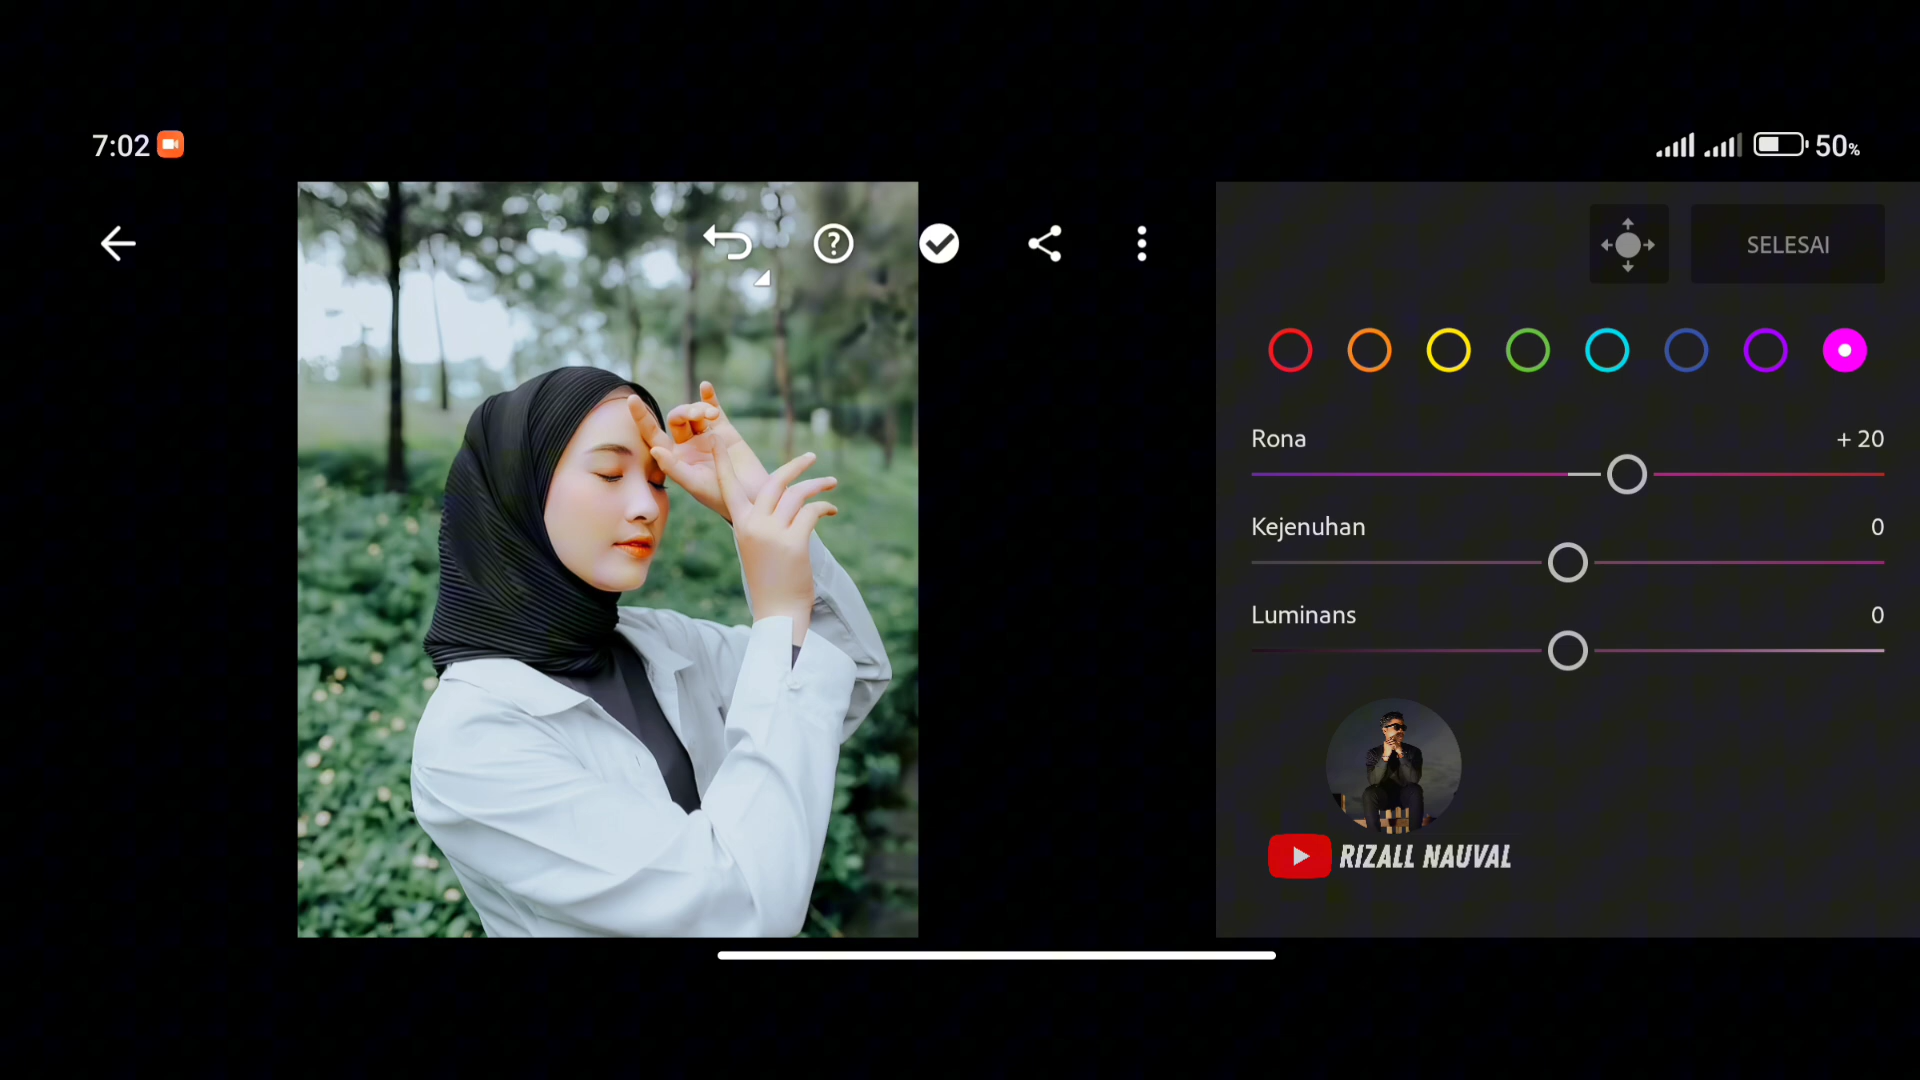 7:02
50%
SELESAI
Rona +20
Kejenuhan 0
Luminans 0
RIZALL NAUVAL